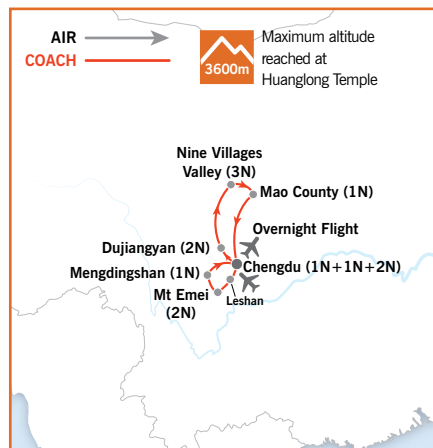 AIR
COACH
3600m
Maximum altitude
reached at
Huanglong Temple
Nine Villages
Valley (3N)
Mao County (1N)
Overnight Flight
Dujiangyan (2N)
Chengdu (1N+1N+2N)
Mengdingshan (1N)
Leshan
Mt Emei
(2N)